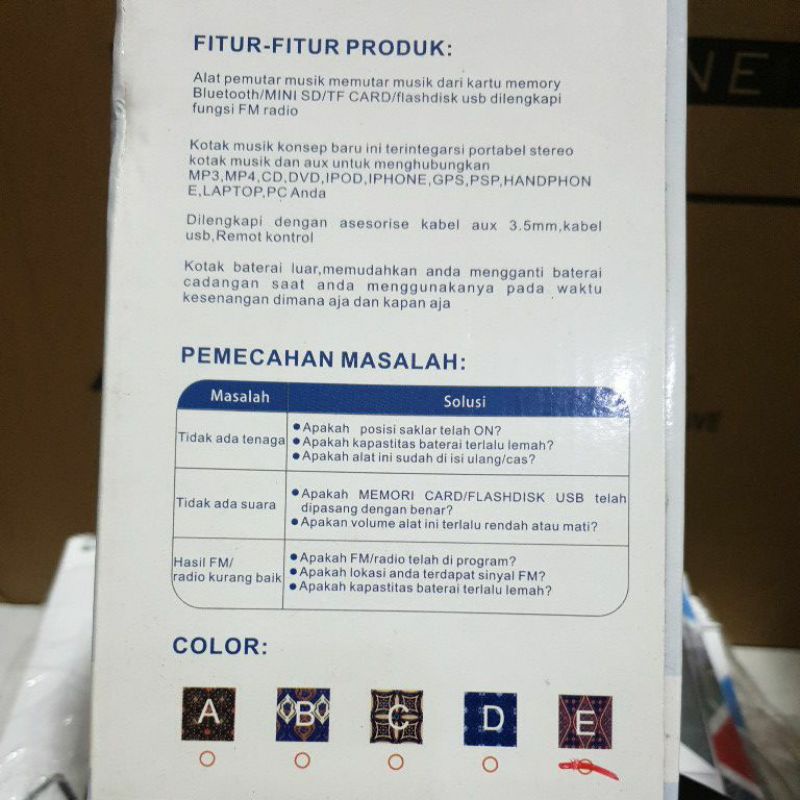 FITUR-FITUR PRODUK:
Alat pemutar musik memutar musik dari kartu memory
Bluetooth/MINI SD/TF CARD/flashdisk usb dilengkapi
fungsi FM radio
Kotak musik konsep baru ini terintegarsi portabel stereo
kotak musik dan aux untuk menghubungkan
MP3,MP4,CD,DVD,IPOD,IPHONE,GPS,PSP,HANDPHON
E,LAPTOP,PC Anda
Dilengkapi dengan asesorise kabel aux 3.5mm,kabel
usb,Remot kontrol
Kotak baterai luar,memudahkan anda mengganti baterai
cadangan saat anda menggunakanya pada waktu
kesenangan dimana aja dan kapan aja
PEMECAHAN MASALAH:
Masalah Solusi
Tidak ada tenaga
●Apakah posisi saklar telah ON?
●Apakah kapastitas baterai terlalu lemah?
●Apakah alat ini sudah di isi ulang/cas?
Tidak ada suara
●Apakah MEMORI CARD/FLASHDISK USB telah
dipasang dengan benar?
●Apakan volume alat ini terlalu rendah atau mati?
Hasil FM/
radio kurang baik
●Apakah FM/radio telah di program?
●Apakah lokasi anda terdapat sinyal FM?
●Apakah kapastitas baterai terlalu lemah?
COLOR:
A B C D E